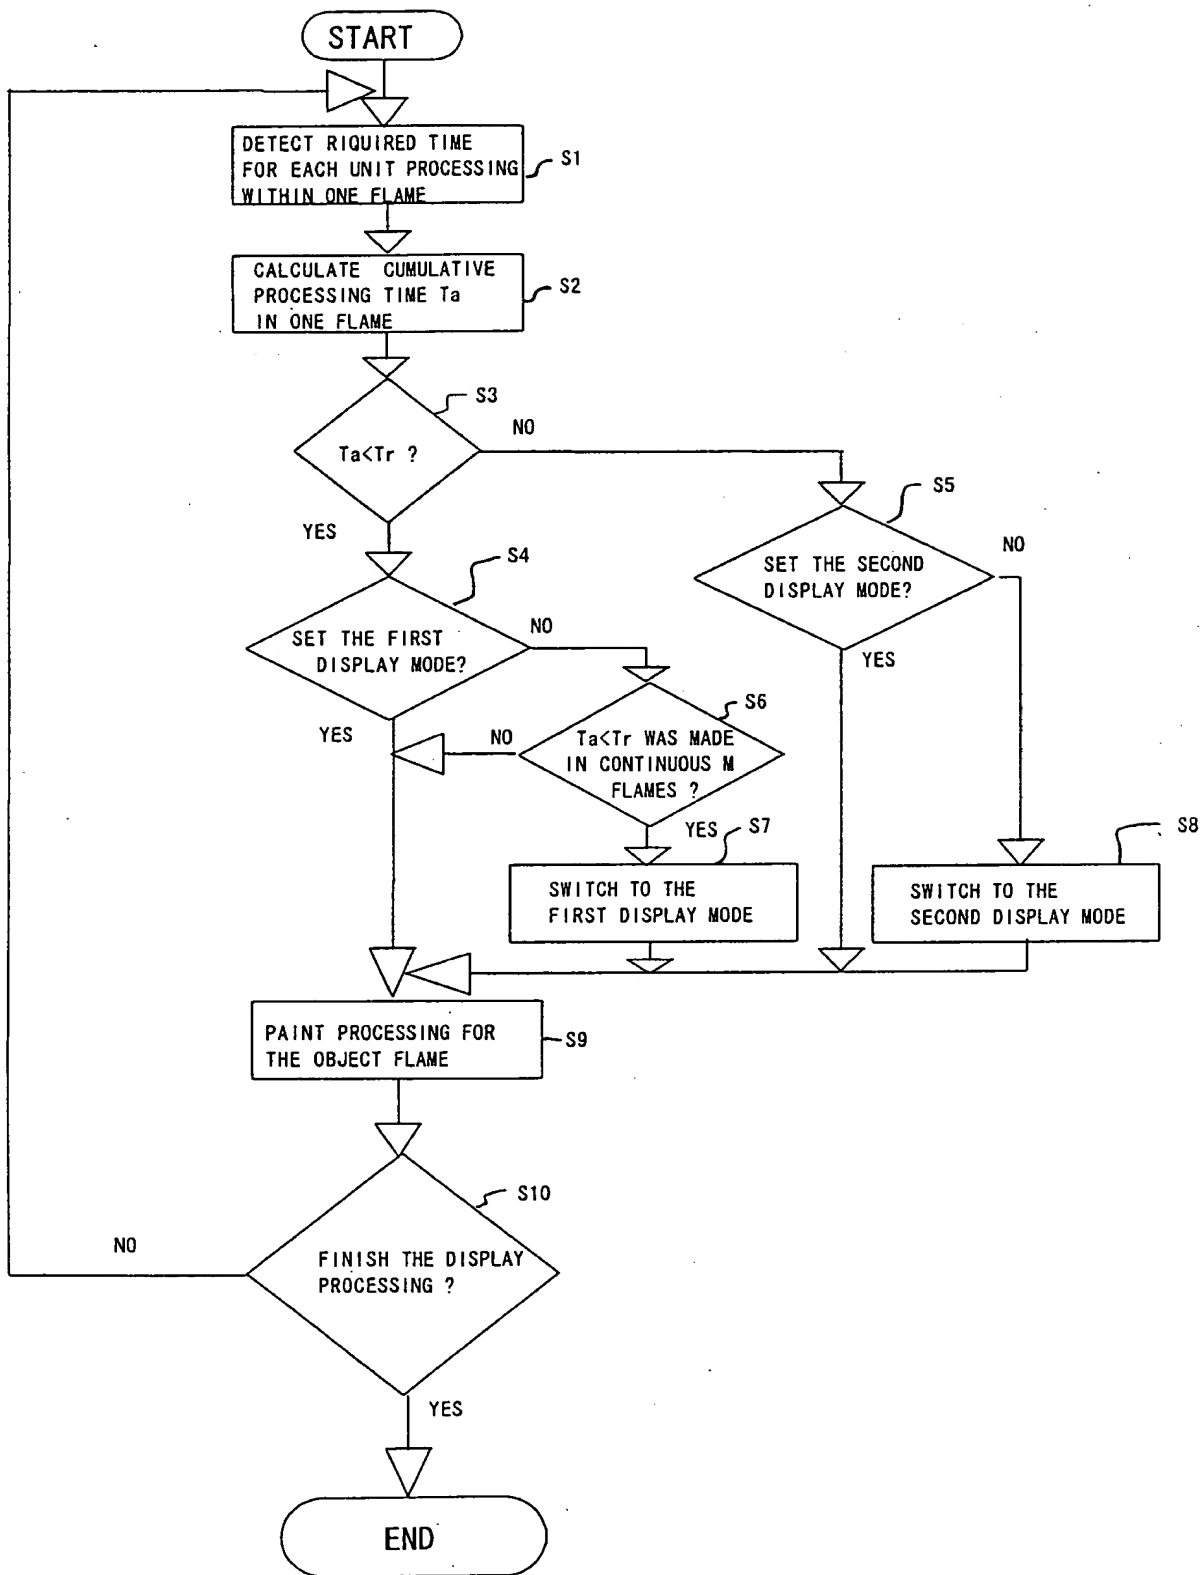 START
DETECT RIQUIRED TIME
FOR EACH UNIT PROCESSING
WITHIN ONE FLAME
S1
CALCULATE CUMULATIVE
PROCESSING TIME Ta
IN ONE FLAME
S2
S3
Ta<Tr ?
NO
YES
S5
SET THE SECOND
DISPLAY MODE?
NO
YES
S4
SET THE FIRST
DISPLAY MODE?
NO
YES
S6
Ta<Tr WAS MADE
IN CONTINUOUS M
FLAMES ?
NO
YES
S7
SWITCH TO THE
FIRST DISPLAY MODE
S8
SWITCH TO THE
SECOND DISPLAY MODE
PAINT PROCESSING FOR
THE OBJECT FLAME
S9
S10
FINISH THE DISPLAY
PROCESSING ?
NO
YES
END